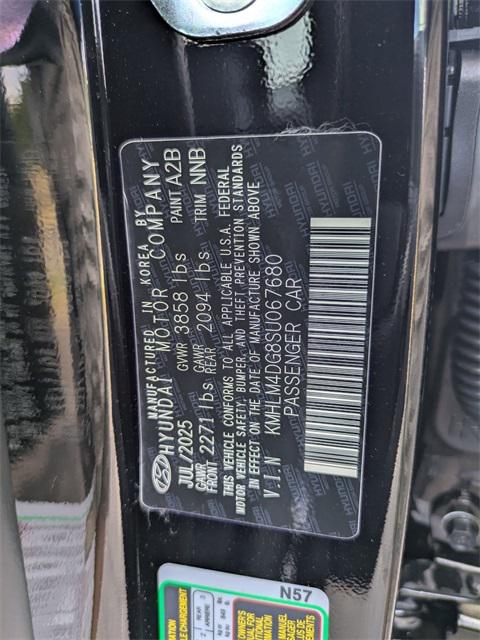 MANUFACTURED IN KOREA BY
HYUNDAI MOTOR COMPANY
JUL/2025 GVWR 3858 lbs PAINT A2B
GAWR FRONT 2271 lbs GAWR REAR 2094 lbs TRIM NNB
THIS VEHICLE CONFORMS TO ALL APPLICABLE U.S.A. FEDERAL
MOTOR VEHICLE SAFETY, BUMPER, AND THEFT PREVENTION STANDARDS
IN EFFECT ON THE DATE OF MANUFACTURE SHOWN ABOVE
V.I.N KMHLM4DG8SU067680
PASSENGER CAR
N57